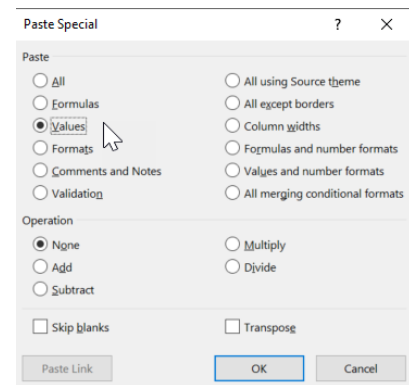 Paste Special ?
Paste
All
All using Source theme
Formulas
All except borders
Values
Column widths
Formats
Formulas and number formats
Comments and Notes
Values and number formats
Validation
All merging conditional formats
Operation
None
Multiply
Add
Divide
Subtract
Skip blanks
Transpose
Paste Link
OK
Cancel